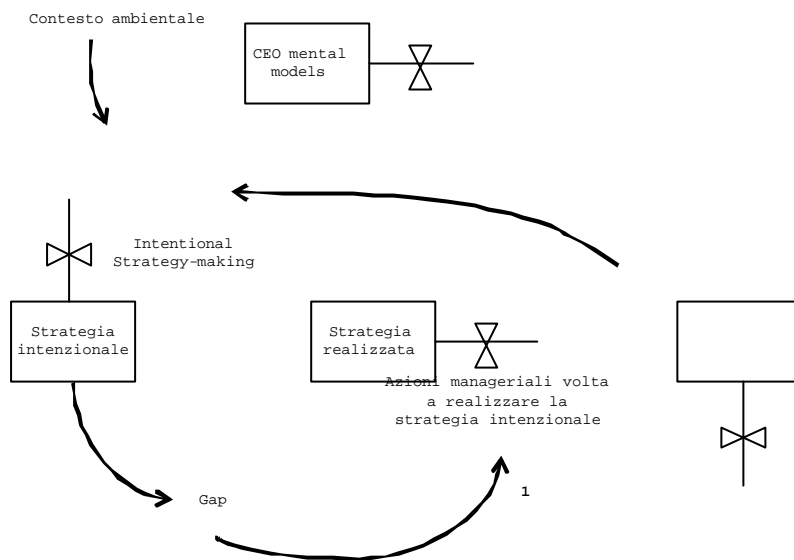 Contesto ambientale
CEO mental
models
Intentional
Strategy-making
Strategia
intenzionale
Strategia
realizzata
Azioni manageriali volta
a realizzare la
strategia intenzionale
Gap
1